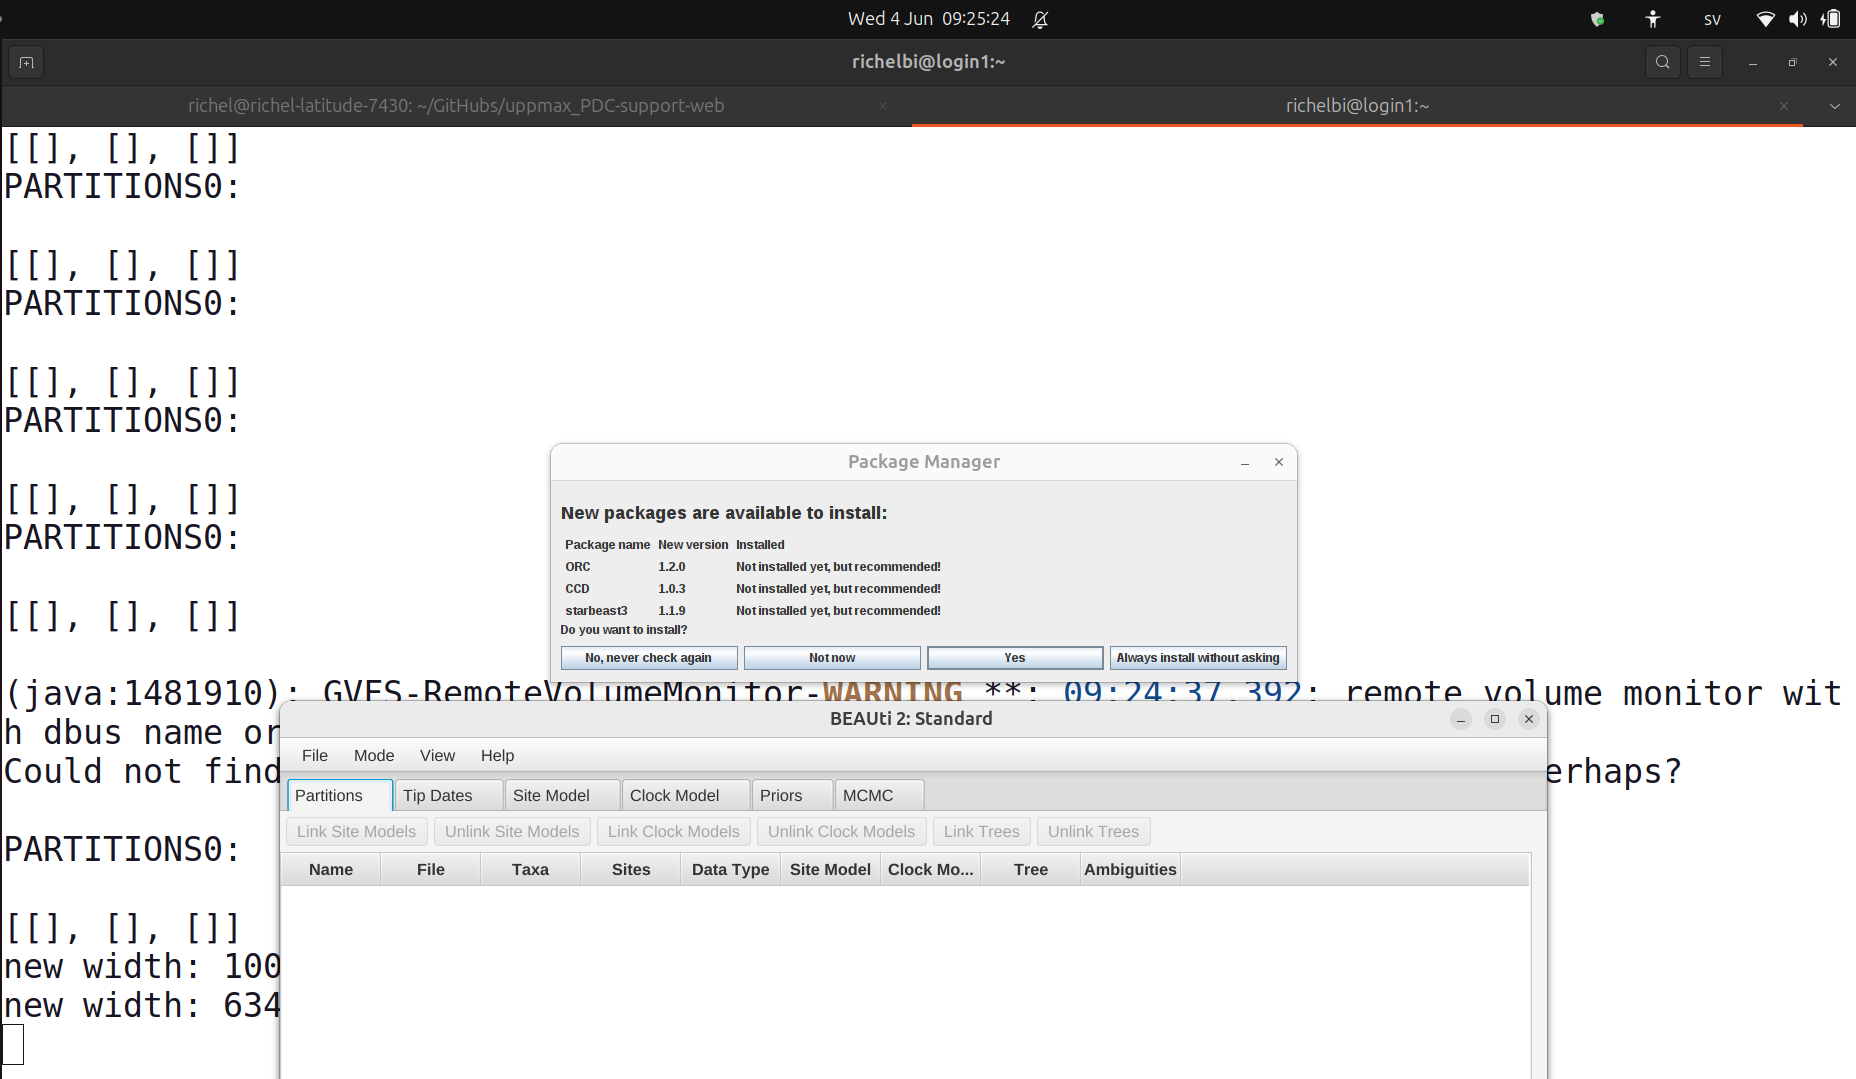 Wed 4 Jun 09:25:24
sv
richelbi@login1:~
richel@richel-latitude-7430: ~/GitHubs/uppmax_PDC-support-web
richelbi@login1:~
[[], [], []]
PARTITIONS0:
[[], [], []]
PARTITIONS0:
[[], [], []]
PARTITIONS0:
[[], [], []]
PARTITIONS0:
[[], [], []]
Package Manager
New packages are available to install:
Package name New version Installed
ORC 1.2.0 Not installed yet, but recommended!
CCD 1.0.3 Not installed yet, but recommended!
starbeast3 1.1.9 Not installed yet, but recommended!
Do you want to install?
No, never check again Not now Yes Always install without asking
(java:1481910): GVFS-RemoteVolumeMonitor-WARNING **: 09:24:37.392: remote volume monitor wit
h dbus name or
Could not find erhaps?
PARTITIONS0:
[[], [], []]
new width: 100
new width: 634
BEAUti 2: Standard
File Mode View Help
Partitions Tip Dates Site Model Clock Model Priors MCMC
Link Site Models Unlink Site Models Link Clock Models Unlink Clock Models Link Trees Unlink Trees
Name File Taxa Sites Data Type Site Model Clock Mo... Tree Ambiguities